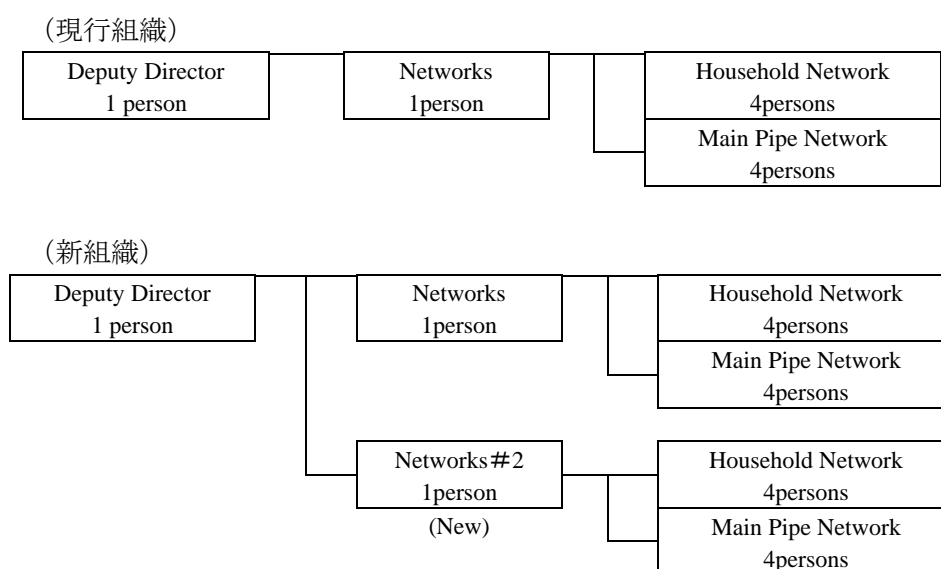 （現行組織）
Deputy Director
1 person
Networks
1person
Household Network
4persons
Main Pipe Network
4persons
（新組織）
Deputy Director
1 person
Networks
1person
Household Network
4persons
Main Pipe Network
4persons
Networks＃2
1person
(New)
Household Network
4persons
Main Pipe Network
4persons